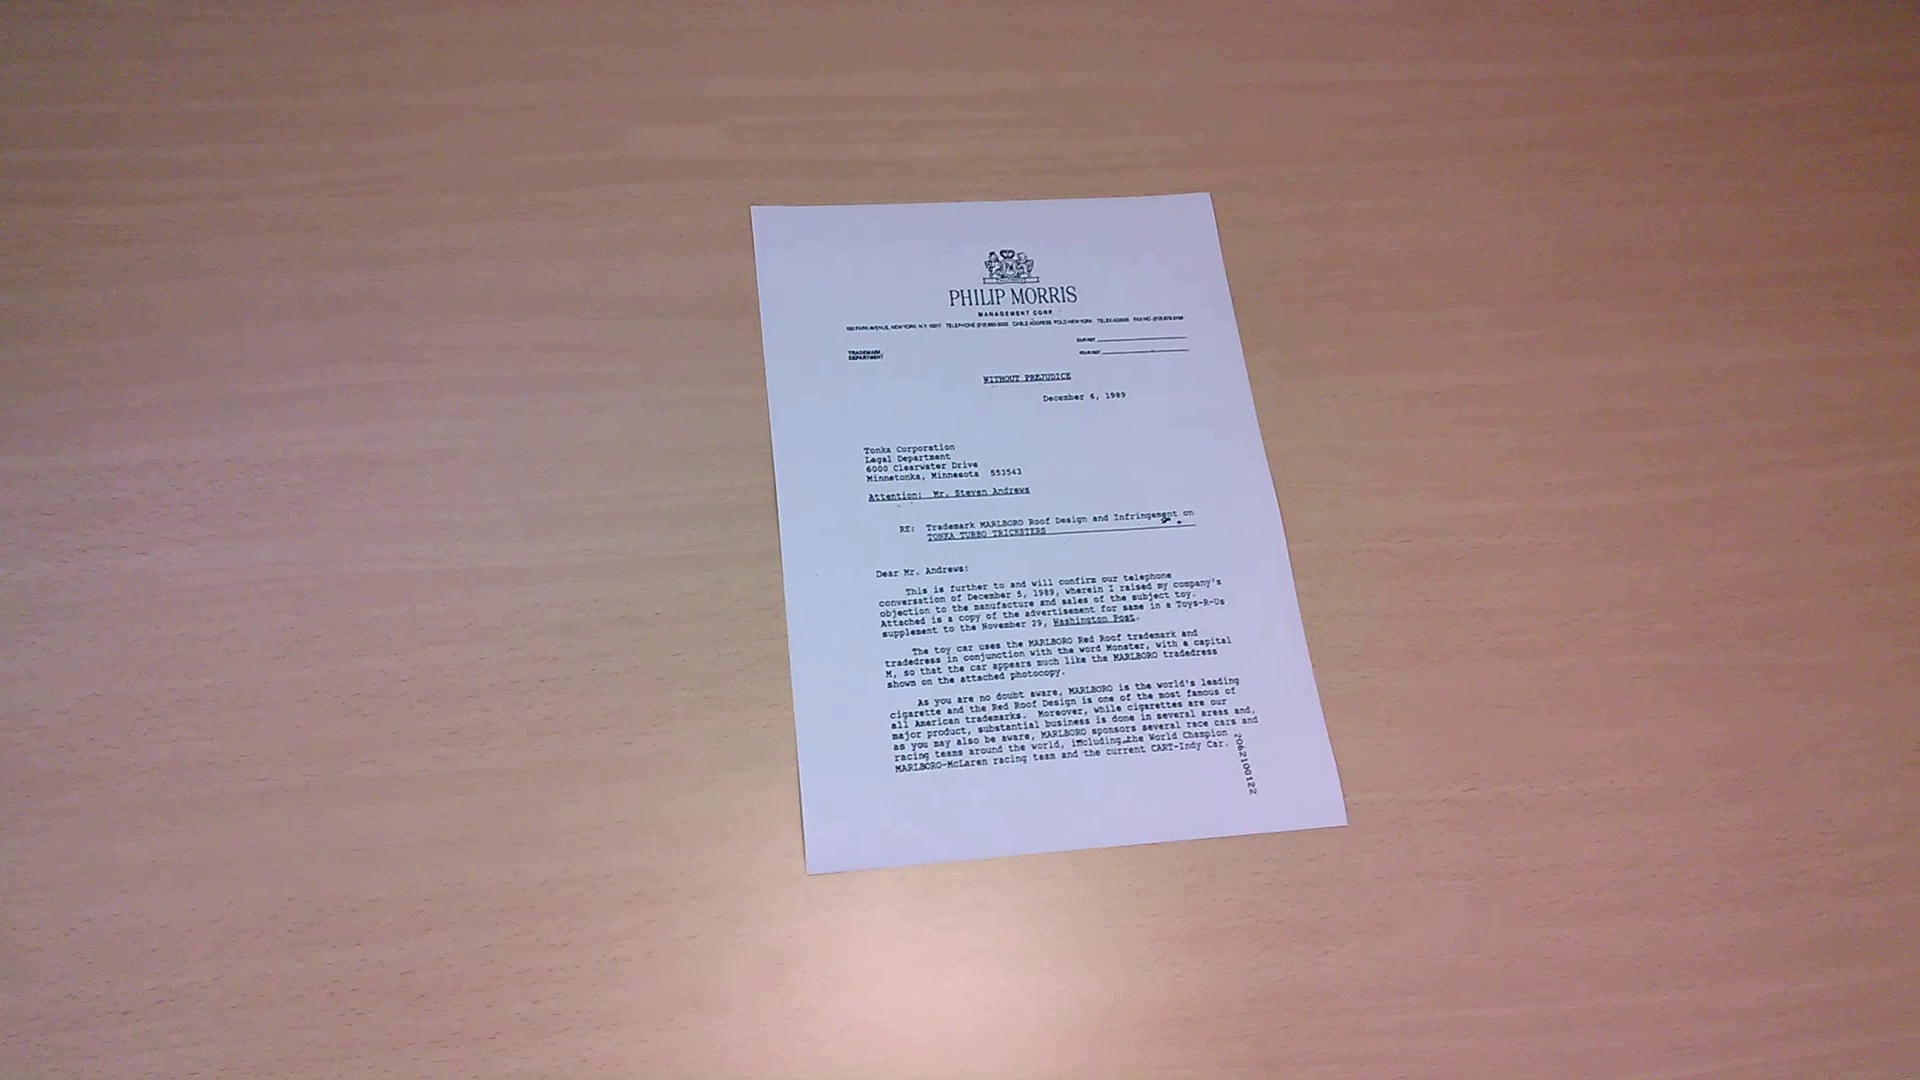 PHILIP MORRIS
MANAGEMENT CORP.
100 PARK AVENUE, NEW YORK, N.Y. 10017 TELEPHONE (212) 880-5000 CABLE ADDRESS: POLD NEW YORK TELEX FAX NO. (212)
TRADEMARK
DEPARTMENT
OUR REF.
YOUR REF.
WITHOUT PREJUDICE
December 6, 1989
Tonka Corporation
Legal Department
6000 Clearwater Drive
Minnetonka, Minnesota 553543
Attention: Mr. Steven Andrews
RE: Trademark MARLBORO Roof Design and Infringement on
TONKA TURBO TRICKSTERS
Dear Mr. Andrews:
This is further to and will confirm our telephone
conversation of December 5, 1989, wherein I raised my company's
objection to the manufacture and sales of the subject toy.
Attached is a copy of the advertisement for same in a Toys-R-Us
supplement to the November 29, Washington Post.
The toy car uses the MARLBORO Red Roof trademark and
tradedress in conjunction with the word Monster, with a capital
M, so that the car appears much like the MARLBORO tradedress
shown on the attached photocopy.
As you are no doubt aware, MARLBORO is the world's leading
cigarette and the Red Roof Design is one of the most famous of
all American trademarks. Moreover, while cigarettes are our
major product, substantial business is done in several areas and,
as you may also be aware, MARLBORO sponsors several race cars and
racing teams around the world, including the World Champion
MARLBORO-McLaren racing team and the current CART-Indy Car.
2062100122